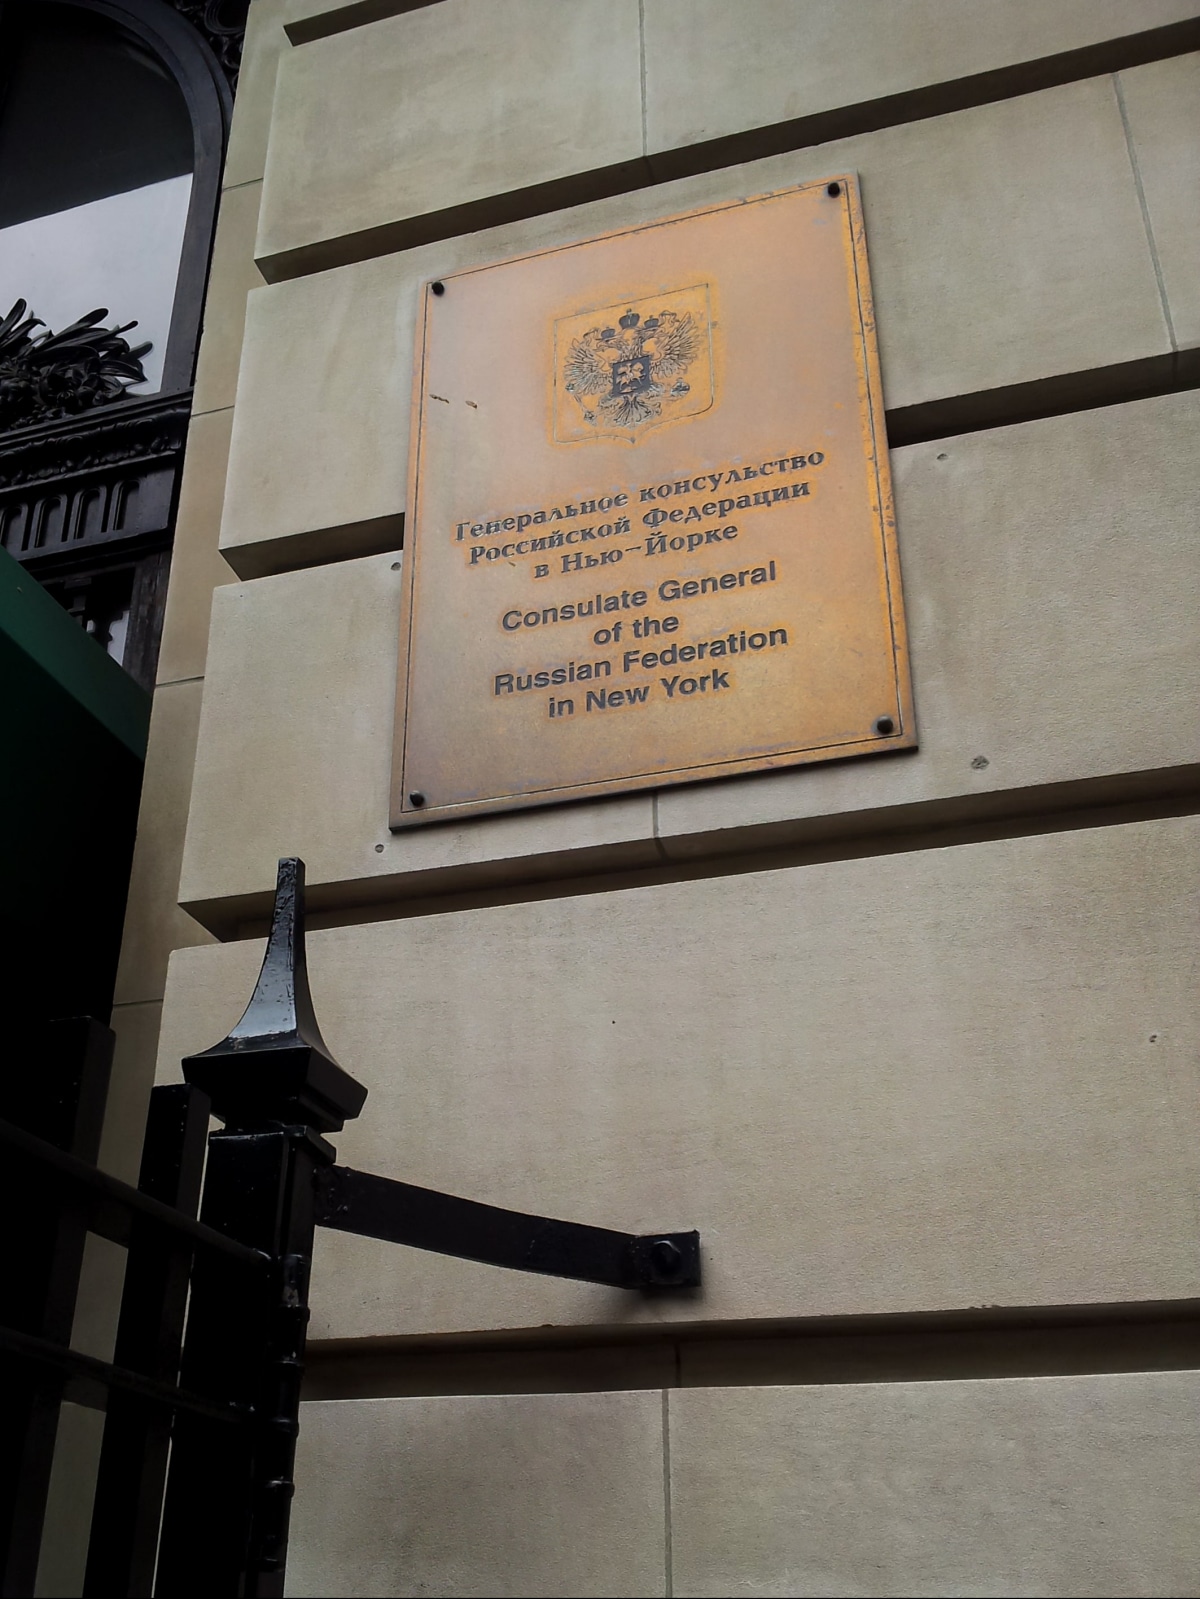 Генеральное консульство
Российской Федерации
в Нью-Йорке
Consulate General
of the
Russian Federation
in New York